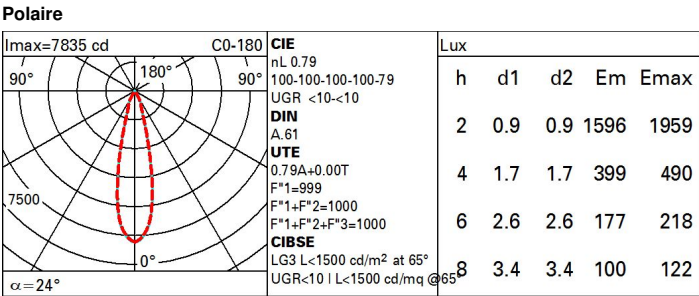 Polaire
Imax=7835 cd C0-180
90° 180° 90°
7500
0°
α=24°
CIE
nL 0.79
100-100-100-100-79
UGR <10-<10
DIN
A.61
UTE
0.79A+0.00T
F"1=999
F"1+F"2=1000
F"1+F"2+F"3=1000
CIBSE
LG3 L<1500 cd/m² at 65°
UGR<10 | L<1500 cd/mq @65°
Lux
h d1 d2 Em Emax
2 0.9 0.9 1596 1959
4 1.7 1.7 399 490
6 2.6 2.6 177 218
8 3.4 3.4 100 122